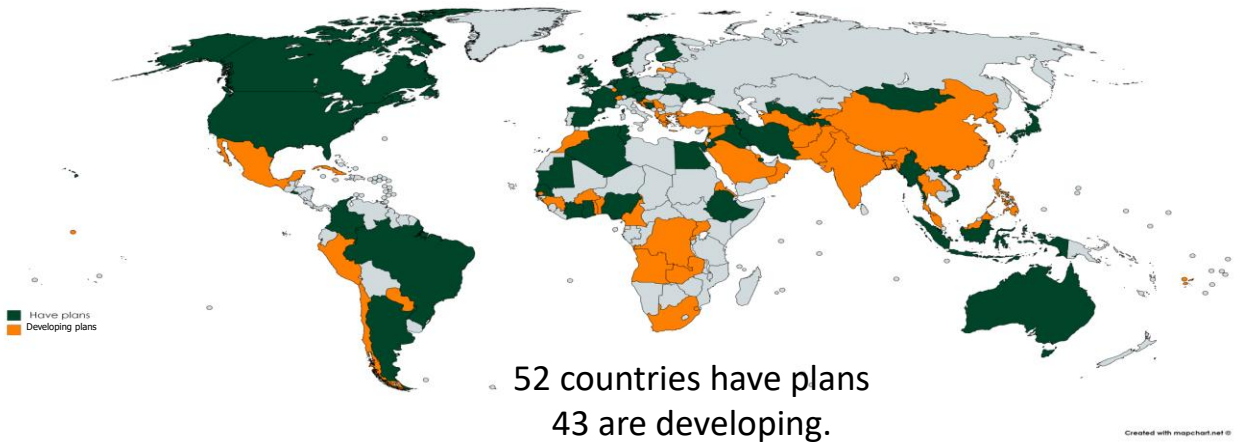 Have plans
Developing plans
52 countries have plans
43 are developing.
Created with mapchart.net ©